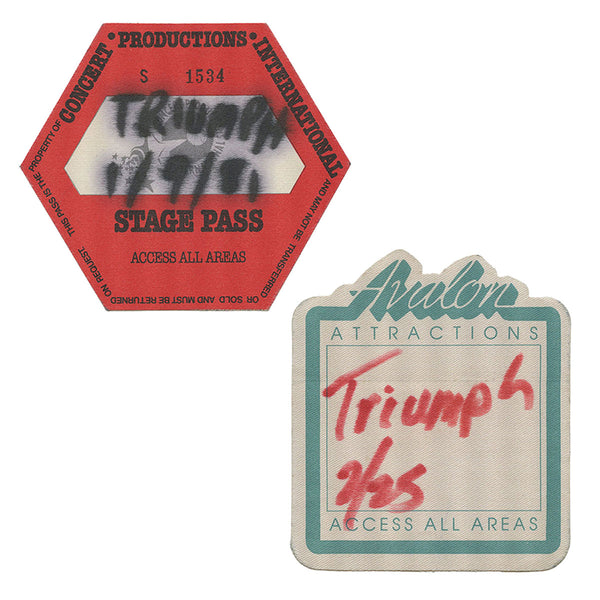 CONCERT • PRODUCTIONS • INTERNATIONAL
S 1534
TRIUMPH
11/9/81
STAGE PASS
ACCESS ALL AREAS
THIS PASS IS THE PROPERTY OF
AND MAY NOT BE TRANSFERRED
OR SOLD AND MUST BE RETURNED
ON REQUEST
Avalon
ATTRACTIONS
Triumph
2/25
ACCESS ALL AREAS